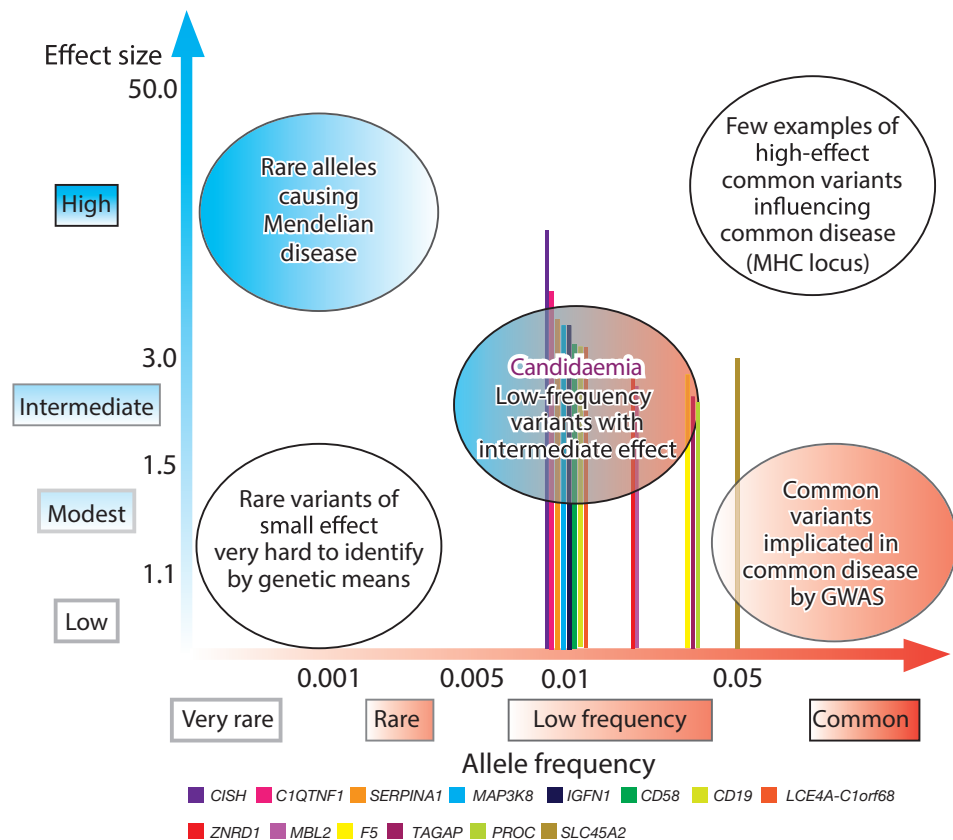 Effect size
50.0
High
3.0
Intermediate
1.5
Modest
1.1
Low
Rare alleles
causing
Mendelian
disease
Few examples of
high-effect
common variants
influencing
common disease
(MHC locus)
Candidaemia
Low-frequency
variants with
intermediate effect
Rare variants of
small effect
very hard to identify
by genetic means
Common
variants
implicated in
common disease
by GWAS
0.001 0.005 0.01 0.05
Very rare Rare Low frequency Common
Allele frequency
CISH C1QTNF1 SERPINA1 MAP3K8 IGFN1 CD58 CD19 LCE4A-C1orf68
ZNRD1 MBL2 F5 TAGAP PROC SLC45A2